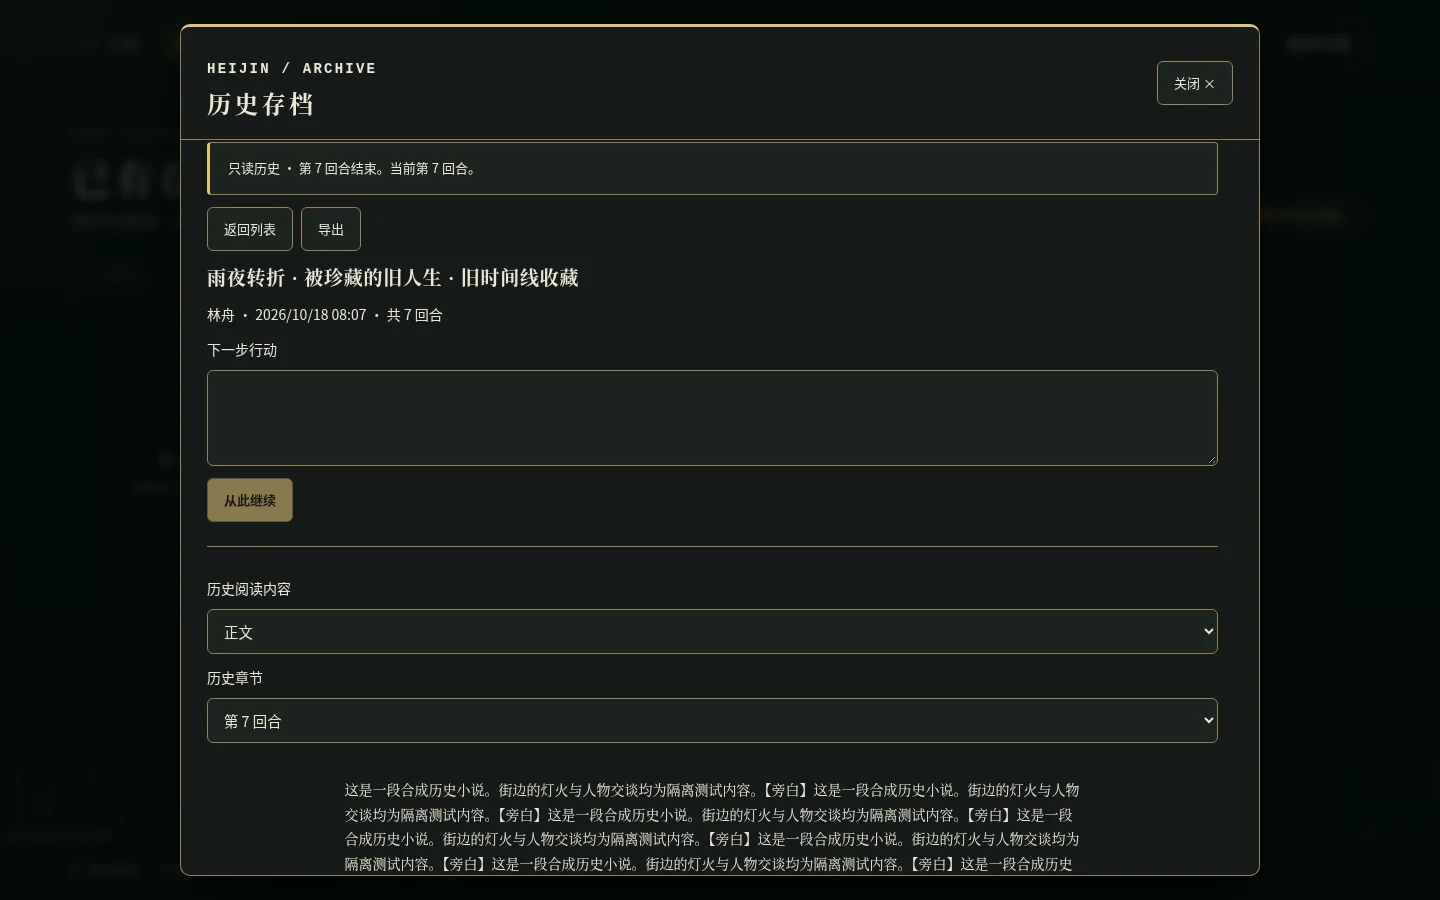 HEIJIN / ARCHIVE
历史存档
关闭 ×
只读历史 · 第 7 回合结束。当前第 7 回合。
返回列表
导出
雨夜转折 · 被珍藏的旧人生 · 旧时间线收藏
林舟 · 2026/10/18 08:07 · 共 7 回合
下一步行动
从此继续
历史阅读内容
正文
历史章节
第 7 回合
这是一段合成历史小说。街边的灯火与人物交谈均为隔离测试内容。【旁白】这是一段合成历史小说。街边的灯火与人物
交谈均为隔离测试内容。【旁白】这是一段合成历史小说。街边的灯火与人物交谈均为隔离测试内容。【旁白】这是一段
合成历史小说。街边的灯火与人物交谈均为隔离测试内容。【旁白】这是一段合成历史小说。街边的灯火与人物交谈均为
隔离测试内容。【旁白】这是一段合成历史小说。街边的灯火与人物交谈均为隔离测试内容。【旁白】这是一段合成历史